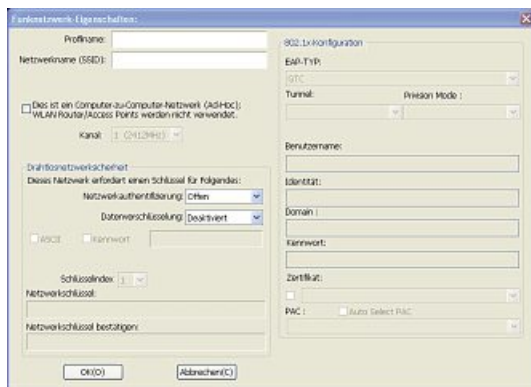 Funknetzwerk-Eigenschaften:
Profilname:
Netzwerkname (SSID):
Dies ist ein Computer-zu-Computer-Netzwerk (Ad-Hoc);
WLAN Router/Access Points werden nicht verwendet.
Kanal:
1 (2412MHz)
Drahtlosnetzwerksicherheit
Dieses Netzwerk erfordert einen Schlüssel für Folgendes:
Netzwerkauthentifizierung:
Offen
Datenverschlüsselung:
Deaktiviert
ASCII
Kennwort
Schlüsselindex:
1
Netzwerkschlüssel:
Netzwerkschlüssel bestätigen:
OK(O)
Abbrechen(C)
802.1x-Konfiguration
EAP-TYP:
GTC
Tunnel:
Provision Mode :
Benutzername:
Identität:
Domain :
Kennwort:
Zertifikat:
PAC :
Auto Select PAC